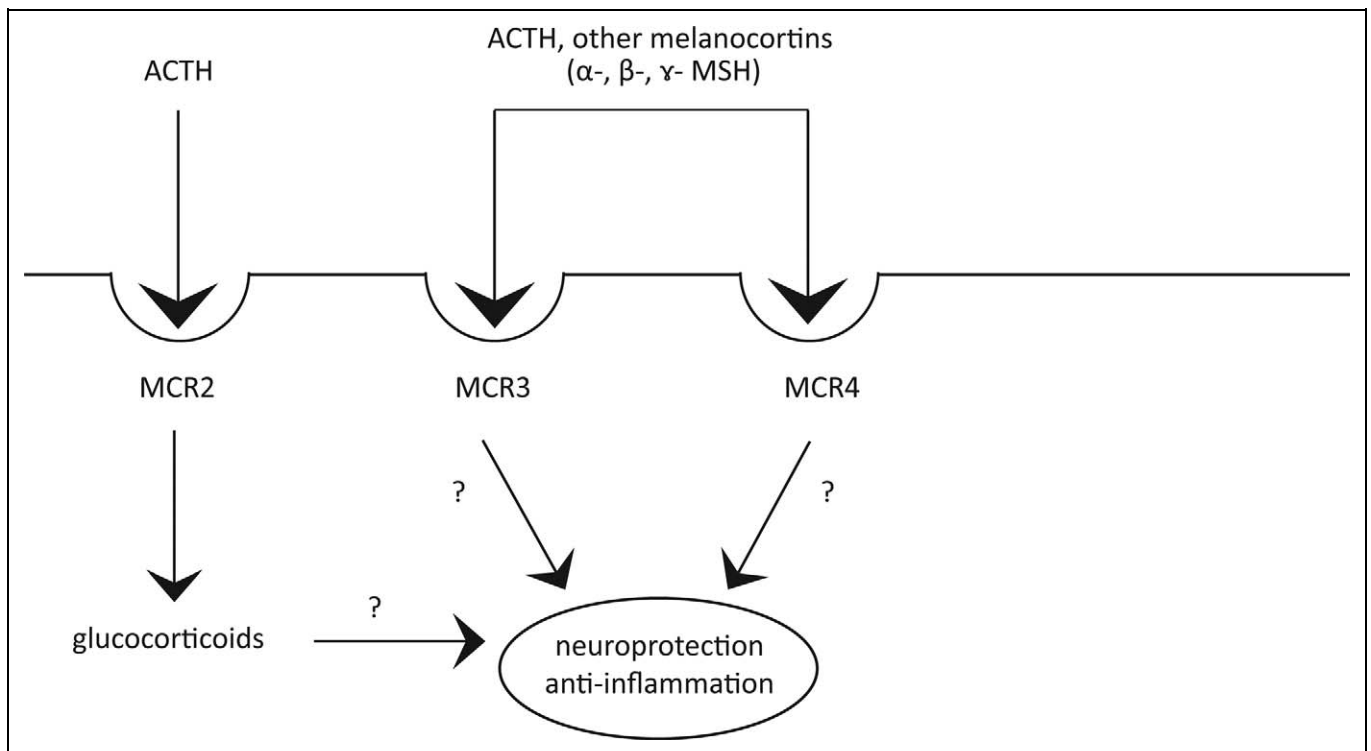 ACTH
ACTH, other melanocortins
(α-, β-, ɤ- MSH)
MCR2
MCR3
MCR4
?
?
?
glucocorticoids
neuroprotection
anti-inflammation